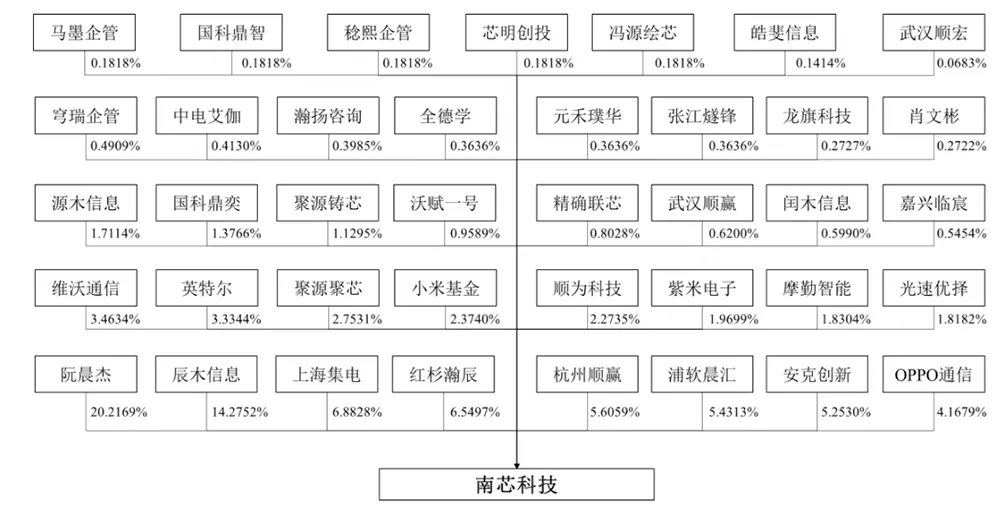 马墨企管 国科鼎智 稔熙企管 芯明创投 冯源绘芯 皓斐信息 武汉顺宏
0.1818% 0.1818% 0.1818% 0.1818% 0.1818% 0.1414% 0.0683%
穹瑞企管 中电艾伽 瀚扬咨询 全德学 元禾璞华 张江燧锋 龙旗科技 肖文彬
0.4909% 0.4130% 0.3985% 0.3636% 0.3636% 0.3636% 0.2727% 0.2722%
源木信息 国科鼎奕 聚源铸芯 沃赋一号 精确联芯 武汉顺赢 闰木信息 嘉兴临宸
1.7114% 1.3766% 1.1295% 0.9589% 0.8028% 0.6200% 0.5990% 0.5454%
维沃通信 英特尔 聚源聚芯 小米基金 顺为科技 紫米电子 摩勤智能 光速优择
3.4634% 3.3344% 2.7531% 2.3740% 2.2735% 1.9699% 1.8304% 1.8182%
阮晨杰 辰木信息 上海集电 红杉瀚辰 杭州顺赢 浦软晨汇 安克创新 OPPO通信
20.2169% 14.2752% 6.8828% 6.5497% 5.6059% 5.4313% 5.2530% 4.1679%
南芯科技